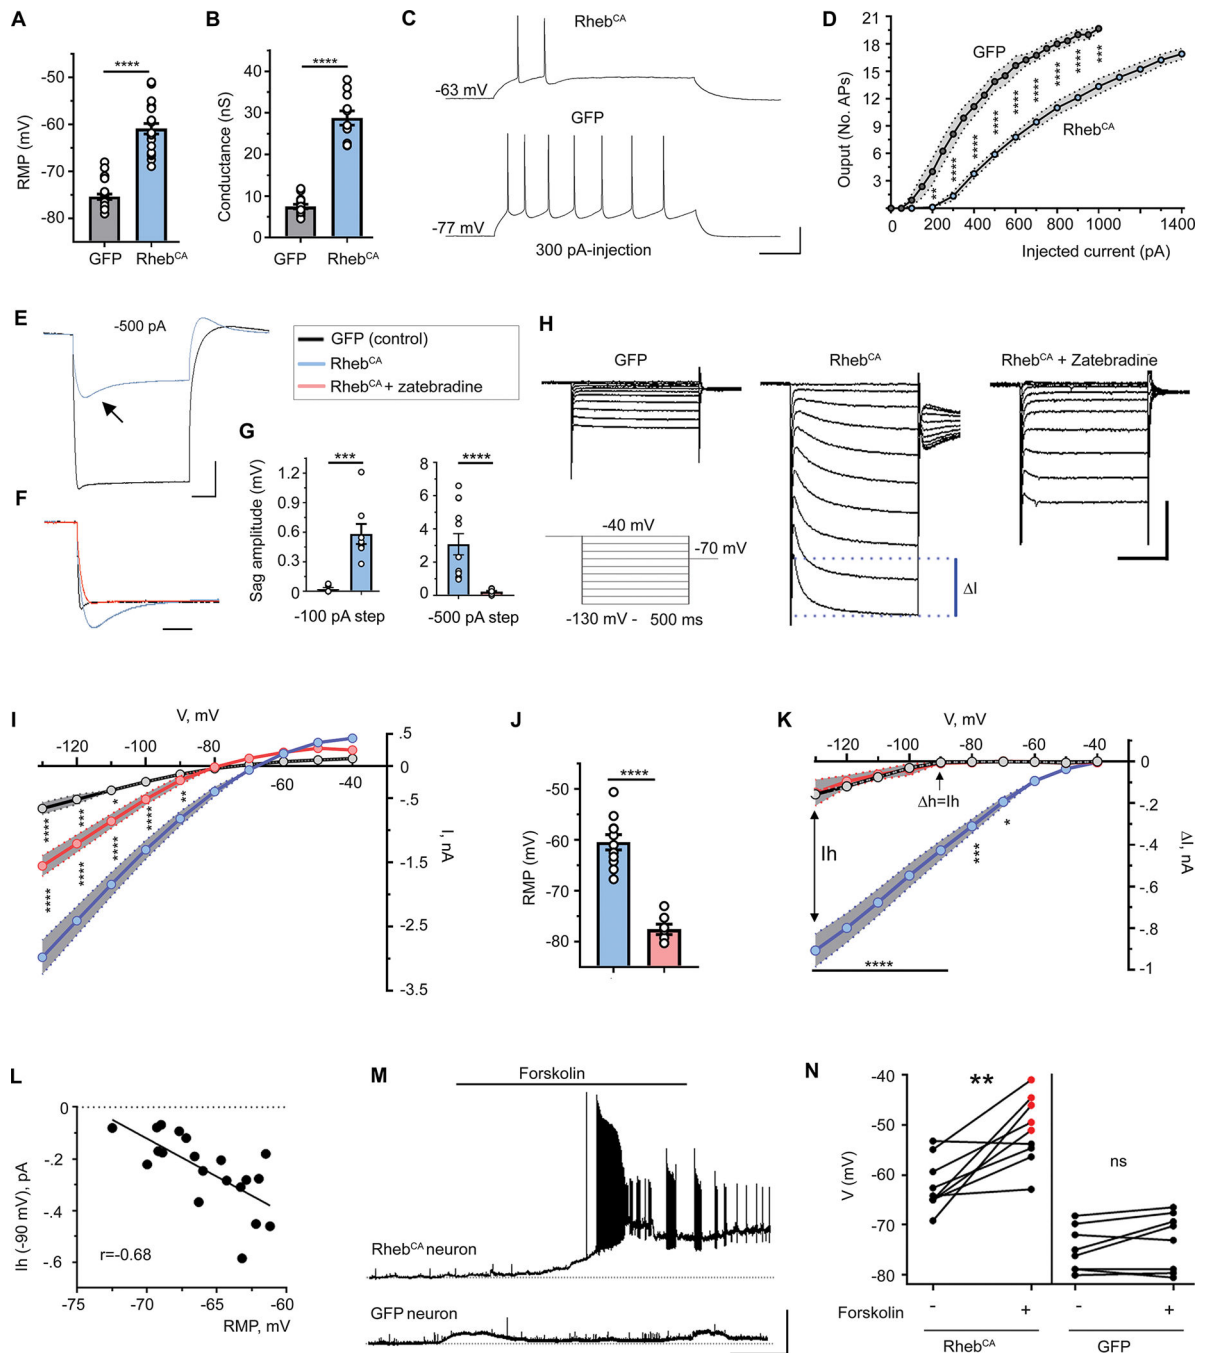 A
RMP (mV)
-50
-60
-70
-80
****
GFP
Rheb^CA
B
Conductance (nS)
40
30
20
10
0
****
GFP
Rheb^CA
C
Rheb^CA
-63 mV
GFP
-77 mV
300 pA-injection
D
Ouput (No. APs)
21
18
15
12
9
6
3
GFP
Rheb^CA
**
****
****
****
****
****
****
****
***
0
200
400
600
800
1000
1400
Injected current (pA)
E
-500 pA
GFP (control)
Rheb^CA
Rheb^CA + zatebradine
F
G
Sag amplitude (mV)
1.2
0.9
0.6
0.3
0
***
-100 pA step
8
6
4
2
0
****
-500 pA step
H
GFP
Rheb^CA
Rheb^CA + Zatebradine
-40 mV
-70 mV
-130 mV -
500 ms
ΔI
I
V, mV
-120
-100
-80
-60
-40
.5
0
-.5
-1.5
-2.5
-3.5
I, nA
****
***
*
****
**
****
****
****
J
RMP (mV)
-50
-60
-70
-80
****
K
V, mV
-120
-100
-80
-60
-40
0
-.2
-.4
-.6
-.8
-1
ΔI, nA
Δh=Ih
Ih
*
***
****
L
Ih (-90 mV), pA
0
-.2
-.4
-.6
r=-0.68
-75
-70
-65
-60
RMP, mV
M
Forskolin
Rheb^CA neuron
GFP neuron
N
V (mV)
-40
-50
-60
-70
-80
**
ns
Forskolin
-
+
-
+
Rheb^CA
GFP